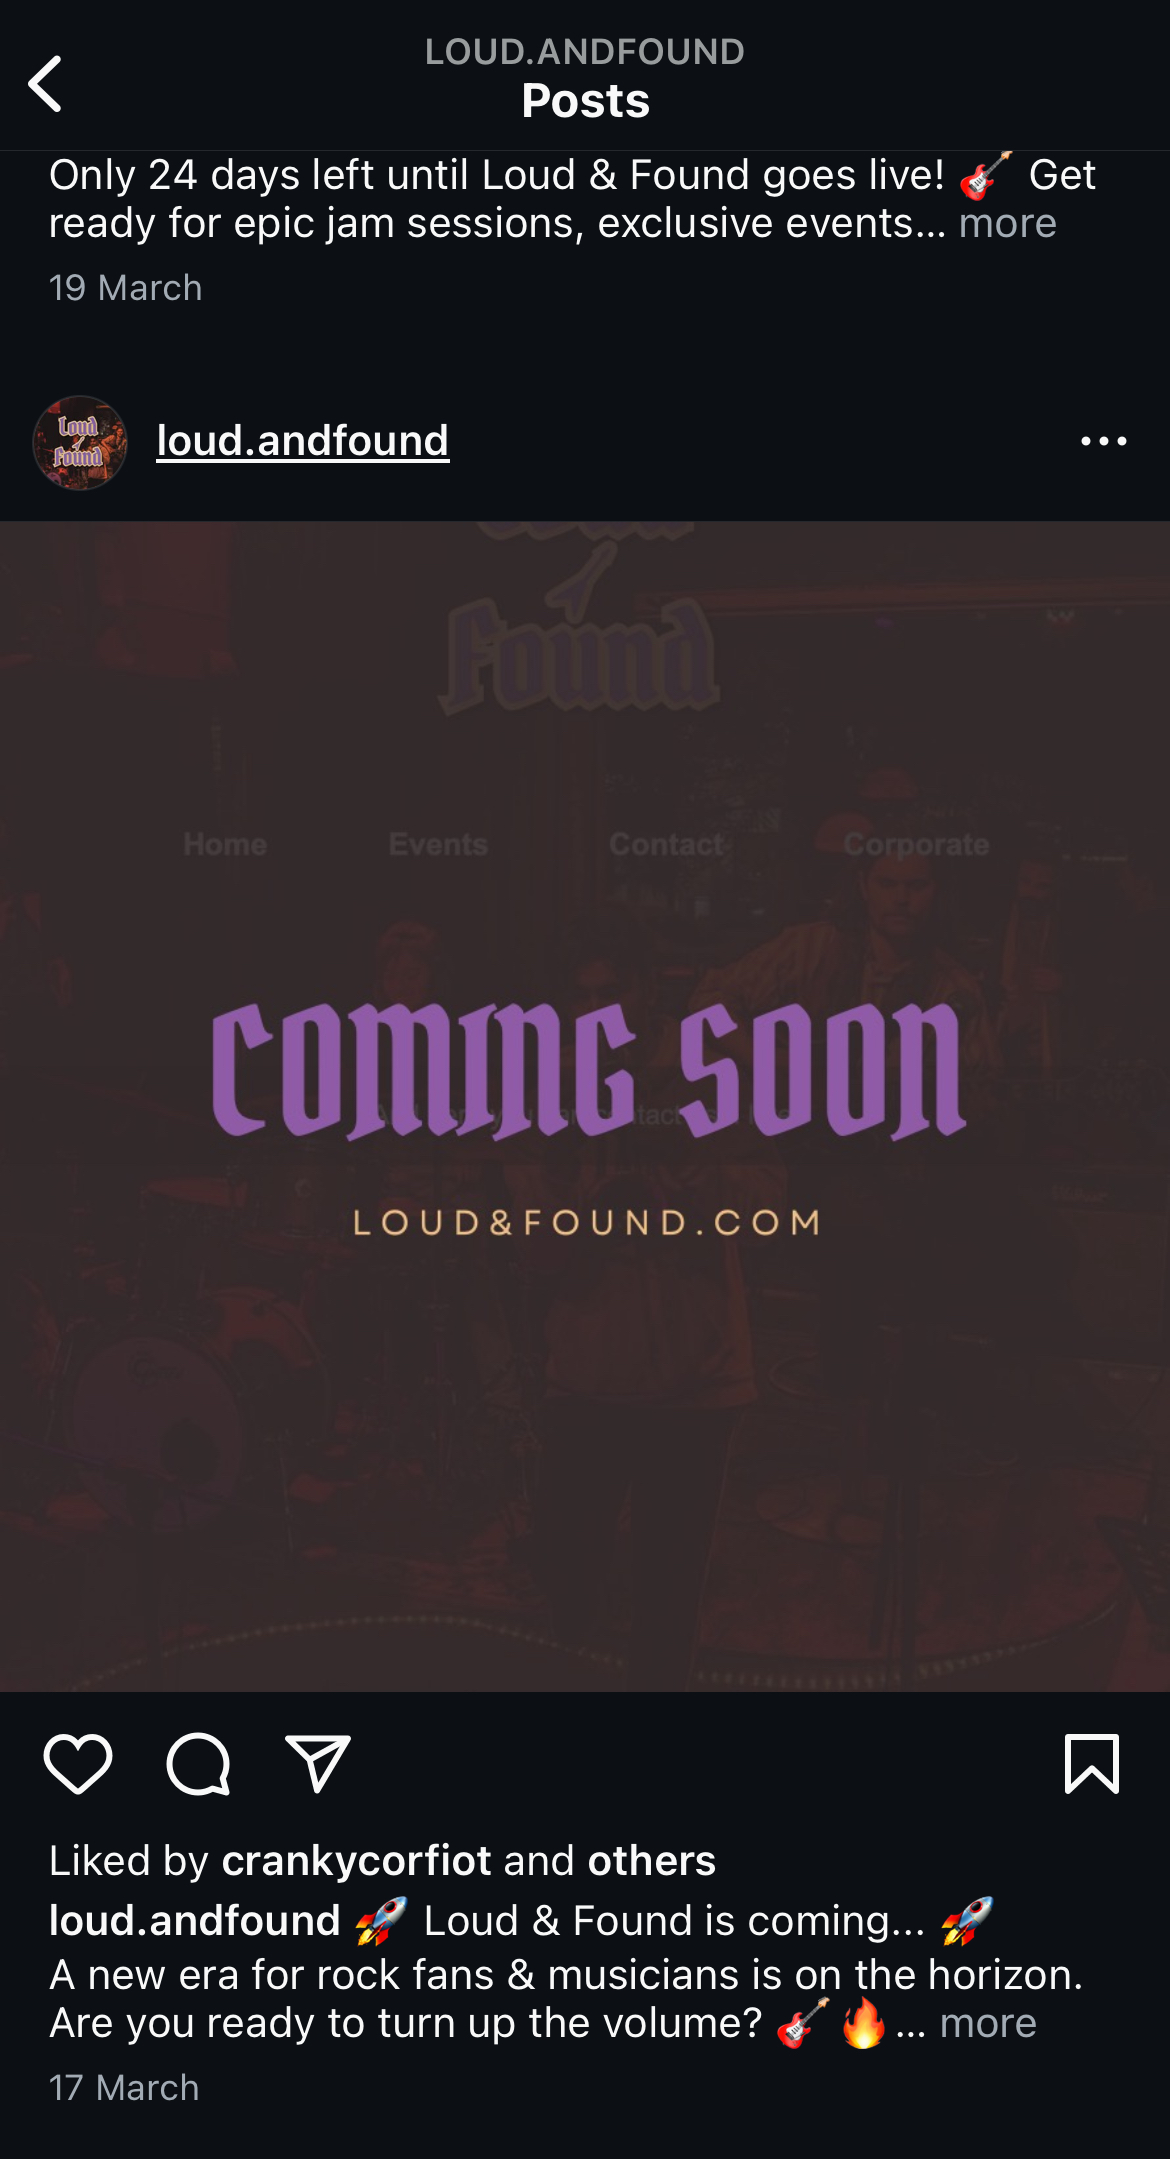 LOUD.ANDFOUND
Posts
Only 24 days left until Loud & Found goes live! 🎸 Get
ready for epic jam sessions, exclusive events... more
19 March
Loud
Found
loud.andfound
Loud
Found
Home Events Contact Corporate
COMING SOON
LOUD&FOUND.COM
Liked by crankycorfiot and others
loud.andfound 🚀 Loud & Found is coming... 🚀
A new era for rock fans & musicians is on the horizon.
Are you ready to turn up the volume? 🎸🔥... more
17 March